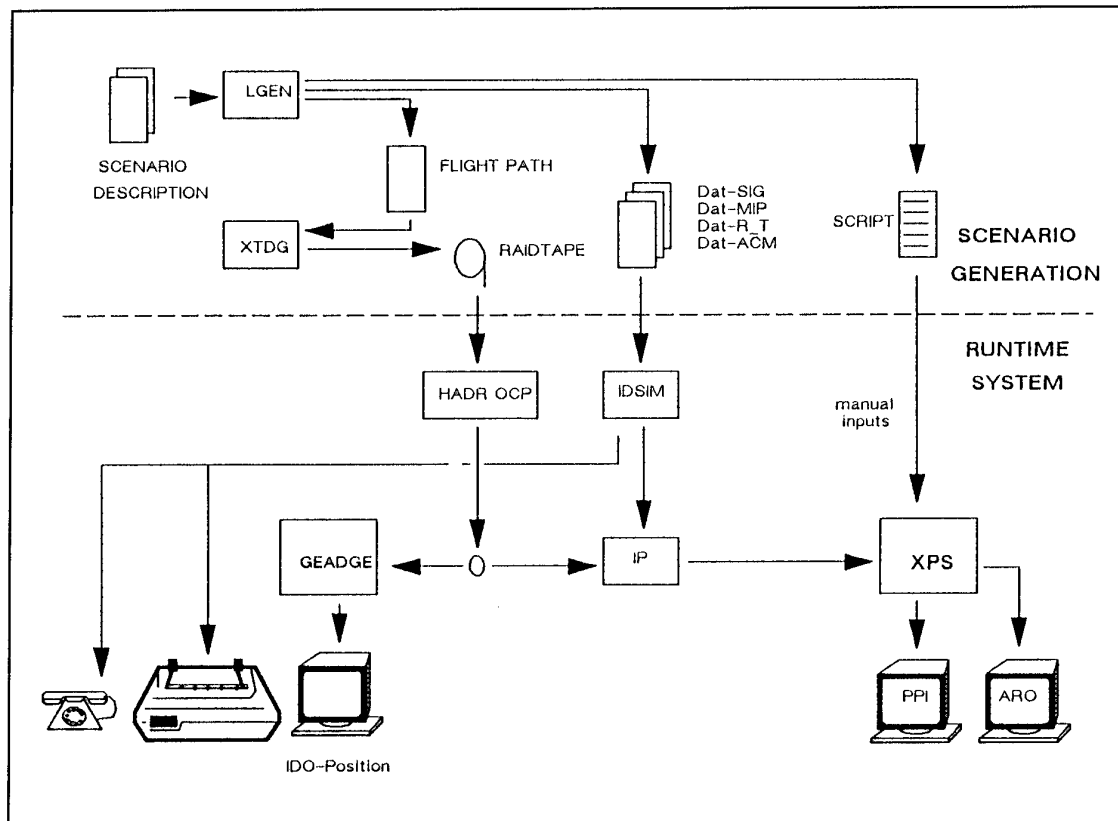 LGEN
SCENARIO
DESCRIPTION
FLIGHT PATH
Dat-SIG
Dat-MIP
Dat-R_T
Dat-ACM
SCRIPT
SCENARIO
GENERATION
XTDG
RAIDTAPE
RUNTIME
SYSTEM
HADR OCP
IDSIM
manual
inputs
GEADGE
IP
XPS
PPI
ARO
IDO-Position